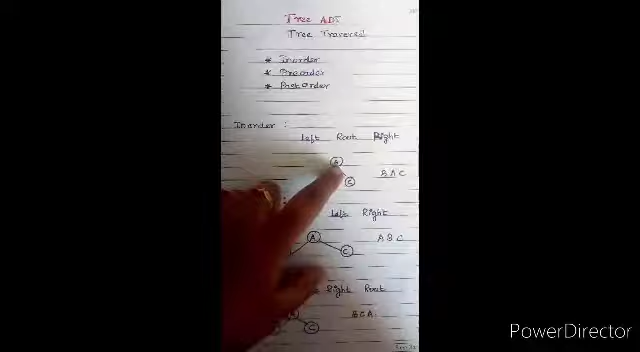 Tree ADT
Tree Traversal
* Inorder
* Preorder
* PostOrder
Inorder :
Left Root Right
A
C
B A C
Left Right
A
C
A B C
Right Root
C
B C A
PowerDirector